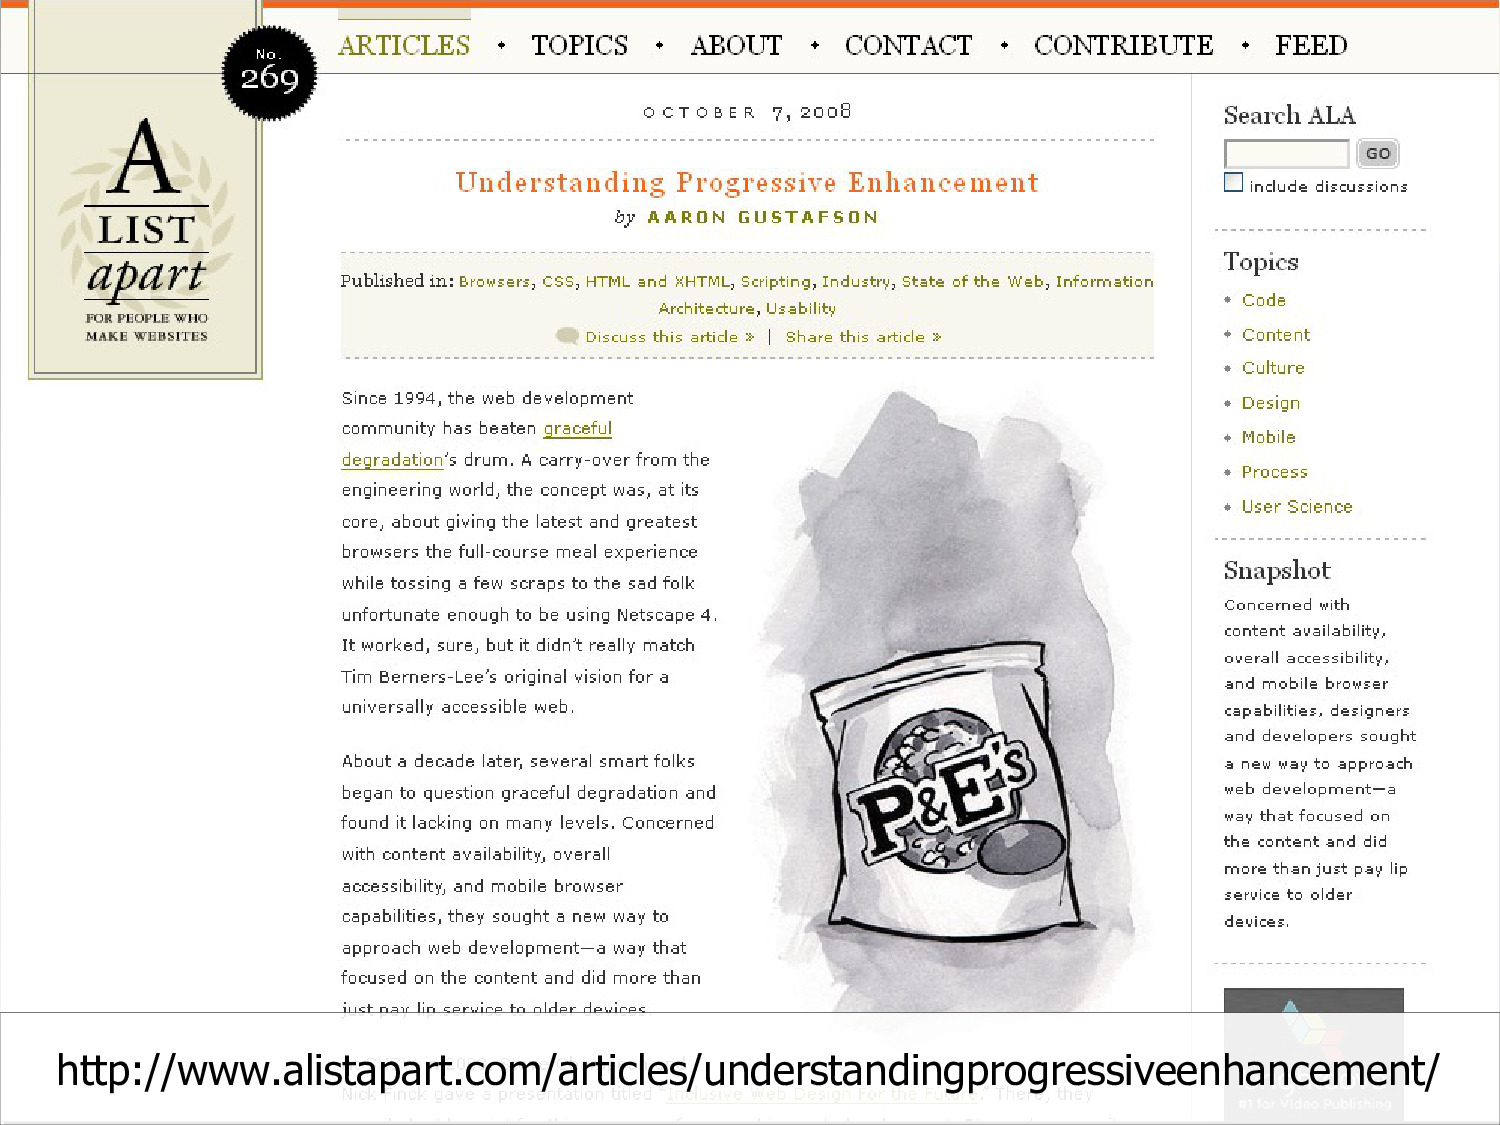 ARTICLES • TOPICS • ABOUT • CONTACT • CONTRIBUTE • FEED
No.
269
A
LIST
apart
FOR PEOPLE WHO
MAKE WEBSITES
OCTOBER 7, 2008
Understanding Progressive Enhancement
by AARON GUSTAFSON
Published in: Browsers, CSS, HTML and XHTML, Scripting, Industry, State of the Web, Information
Architecture, Usability
Discuss this article » | Share this article »
Since 1994, the web development
community has beaten graceful
degradation's drum. A carry-over from the
engineering world, the concept was, at its
core, about giving the latest and greatest
browsers the full-course meal experience
while tossing a few scraps to the sad folk
unfortunate enough to be using Netscape 4.
It worked, sure, but it didn't really match
Tim Berners-Lee's original vision for a
universally accessible web.
About a decade later, several smart folks
began to question graceful degradation and
found it lacking on many levels. Concerned
with content availability, overall
accessibility, and mobile browser
capabilities, they sought a new way to
approach web development—a way that
focused on the content and did more than
just pay lip service to older devices.
P&E's
Search ALA
GO
include discussions
Topics
• Code
• Content
• Culture
• Design
• Mobile
• Process
• User Science
Snapshot
Concerned with
content availability,
overall accessibility,
and mobile browser
capabilities, designers
and developers sought
a new way to approach
web development—a
way that focused on
the content and did
more than just pay lip
service to older
devices.
http://www.alistapart.com/articles/understandingprogressiveenhancement/
Nick Finck gave a presentation titled "Inclusive Web Design For the Future." There, they
#1 for Video Publishing